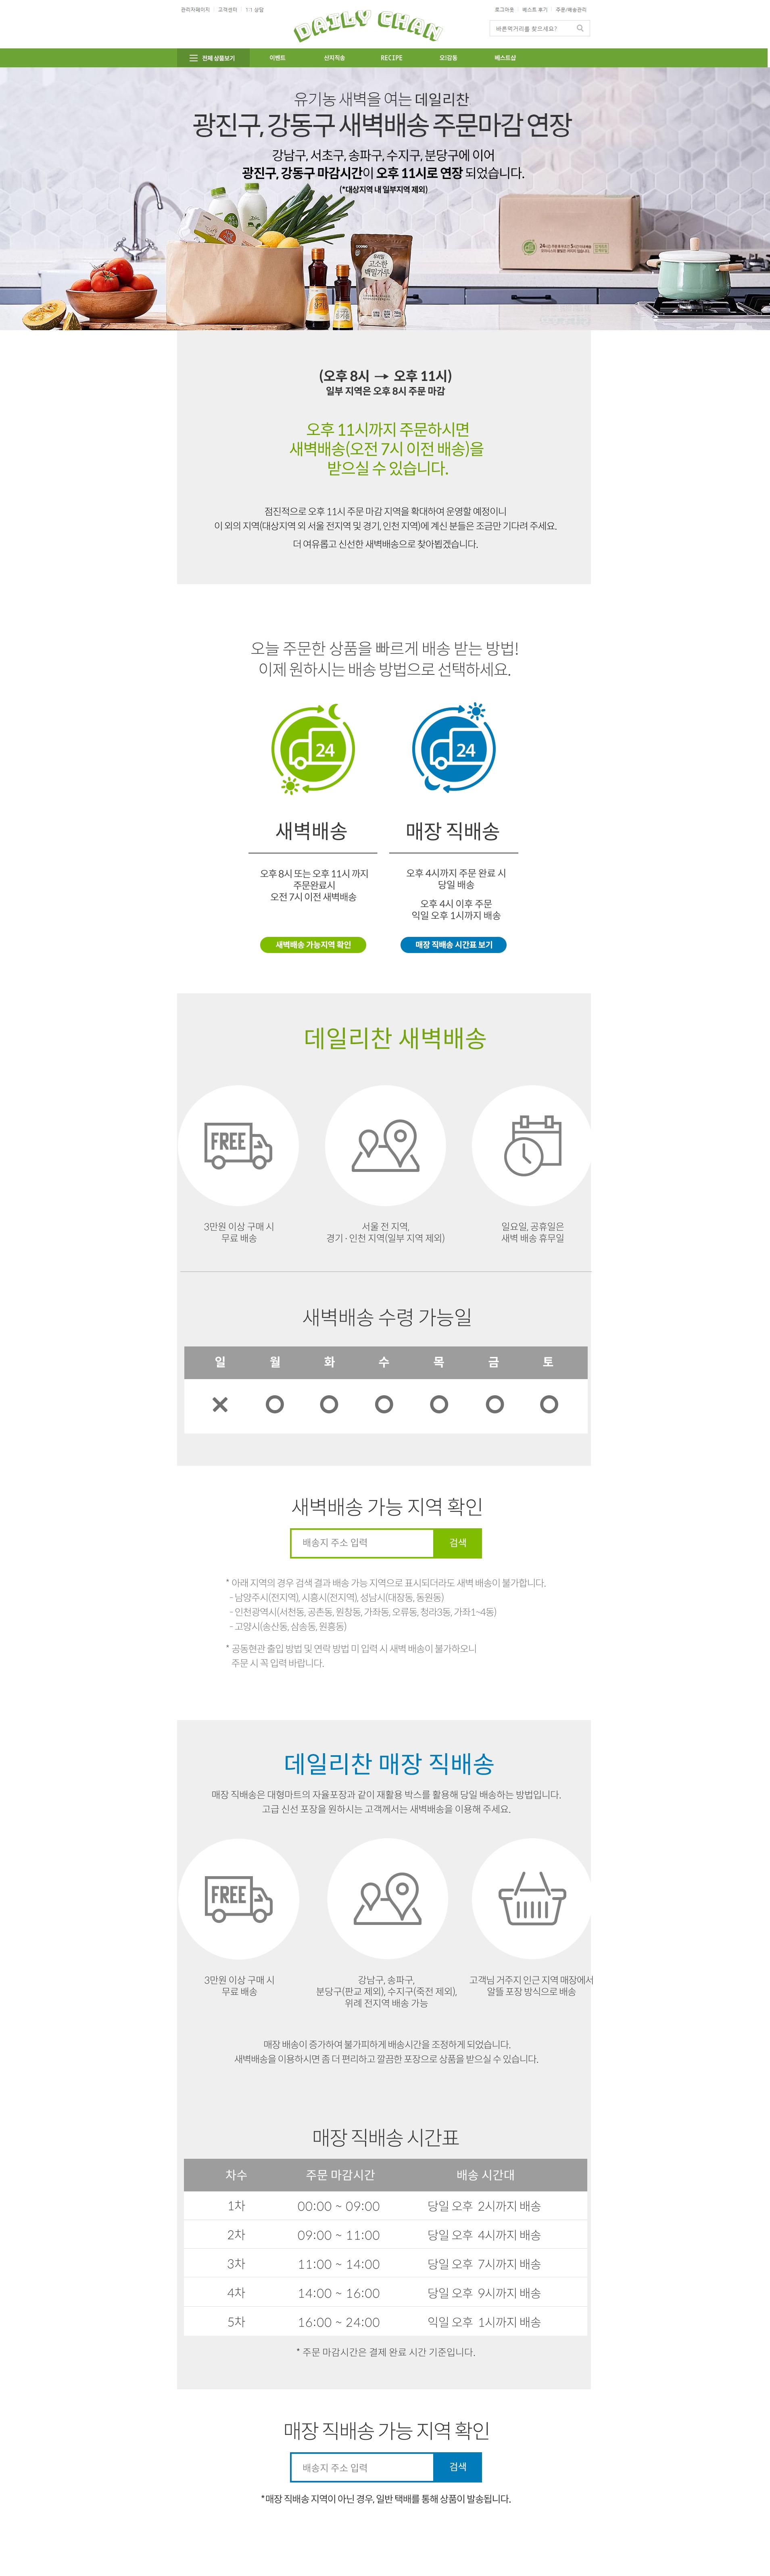 관리자페이지
고객센터
1:1 상담
DAILY CHAN
로그아웃
베스트 후기
주문/배송관리
바른먹거리를 찾으세요?
전체 상품보기
이벤트
산지직송
RECIPE
오!감동
베스트샵
유기농 새벽을 여는 데일리찬
광진구, 강동구 새벽배송 주문마감 연장
강남구, 서초구, 송파구, 수지구, 분당구에 이어
광진구, 강동구 마감시간이 오후 11시로 연장 되었습니다.
(*대상지역 내 일부지역 제외)
우리밀
고소한
백밀가루
(오후 8시 → 오후 11시)
일부 지역은 오후 8시 주문 마감
오후 11시까지 주문하시면
새벽배송(오전 7시 이전 배송)을
받으실 수 있습니다.
점진적으로 오후 11시 주문 마감 지역을 확대하여 운영할 예정이니
이 외의 지역(대상지역 외 서울 전지역 및 경기, 인천 지역)에 계신 분들은 조금만 기다려 주세요.
더 여유롭고 신선한 새벽배송으로 찾아뵙겠습니다.
오늘 주문한 상품을 빠르게 배송 받는 방법!
이제 원하시는 배송 방법으로 선택하세요.
24
24
새벽배송
매장 직배송
오후 8시 또는 오후 11시 까지
주문완료시
오전 7시 이전 새벽배송
오후 4시까지 주문 완료 시
당일 배송
오후 4시 이후 주문
익일 오후 1시까지 배송
새벽배송 가능지역 확인
매장 직배송 시간표 보기
데일리찬 새벽배송
FREE
3만원 이상 구매 시
무료 배송
서울 전 지역,
경기 · 인천 지역(일부 지역 제외)
일요일, 공휴일은
새벽 배송 휴무일
새벽배송 수령 가능일
일 월 화 수 목 금 토
✕ O O O O O O
새벽배송 가능 지역 확인
배송지 주소 입력
검색
* 아래 지역의 경우 검색 결과 배송 가능 지역으로 표시되더라도 새벽 배송이 불가합니다.
- 남양주시(전지역), 시흥시(전지역), 성남시(대장동, 동원동)
- 인천광역시(서천동, 공촌동, 원창동, 가좌동, 오류동, 청라3동, 가좌1~4동)
- 고양시(송산동, 삼송동, 원흥동)
* 공동현관 출입 방법 및 연락 방법 미 입력 시 새벽 배송이 불가하오니
주문 시 꼭 입력 바랍니다.
데일리찬 매장 직배송
매장 직배송은 대형마트의 자율포장과 같이 재활용 박스를 활용해 당일 배송하는 방법입니다.
고급 신선 포장을 원하시는 고객께서는 새벽배송을 이용해 주세요.
FREE
3만원 이상 구매 시
무료 배송
강남구, 송파구,
분당구(판교 제외), 수지구(죽전 제외),
위례 전지역 배송 가능
고객님 거주지 인근 지역 매장에서
알뜰 포장 방식으로 배송
매장 배송이 증가하여 불가피하게 배송시간을 조정하게 되었습니다.
새벽배송을 이용하시면 좀 더 편리하고 깔끔한 포장으로 상품을 받으실 수 있습니다.
매장 직배송 시간표
차수 주문 마감시간 배송 시간대
1차 00:00 ~ 09:00 당일 오후 2시까지 배송
2차 09:00 ~ 11:00 당일 오후 4시까지 배송
3차 11:00 ~ 14:00 당일 오후 7시까지 배송
4차 14:00 ~ 16:00 당일 오후 9시까지 배송
5차 16:00 ~ 24:00 익일 오후 1시까지 배송
* 주문 마감시간은 결제 완료 시간 기준입니다.
매장 직배송 가능 지역 확인
배송지 주소 입력
검색
*매장 직배송 지역이 아닌 경우, 일반 택배를 통해 상품이 발송됩니다.